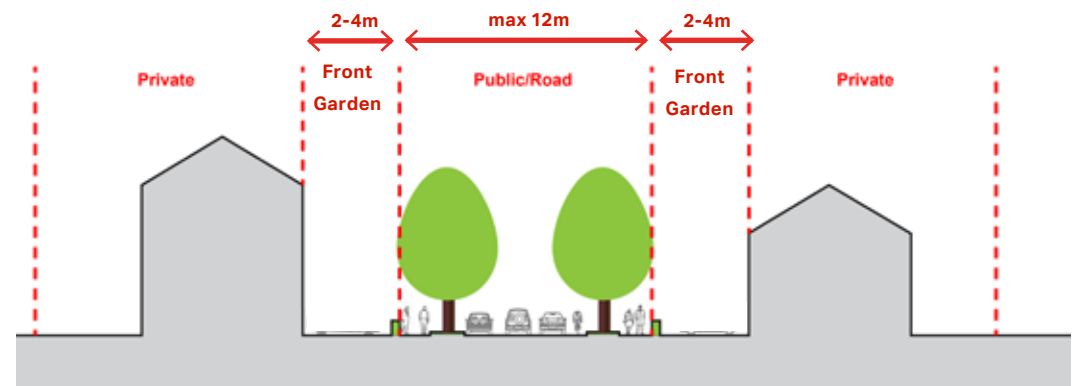 2-4m
max 12m
2-4m
Private
Front
Garden
Public/Road
Front
Garden
Private